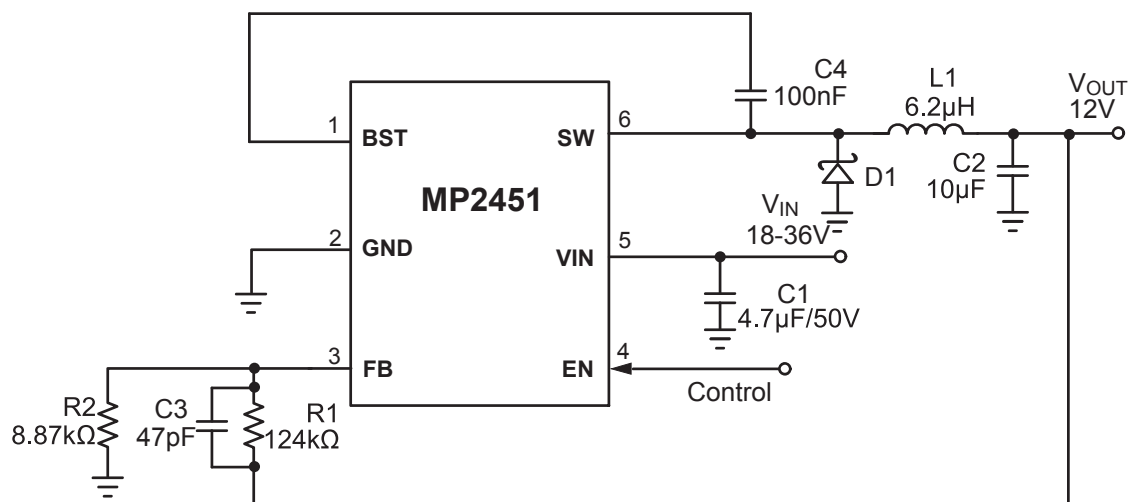 C4
100nF
L1
6.2µH
VOUT
12V
1
BST
SW
6
C2
10µF
D1
MP2451
VIN
18-36V
2
GND
VIN
5
C1
4.7µF/50V
3
FB
EN
4
Control
R2
8.87kΩ
C3
47pF
R1
124kΩ